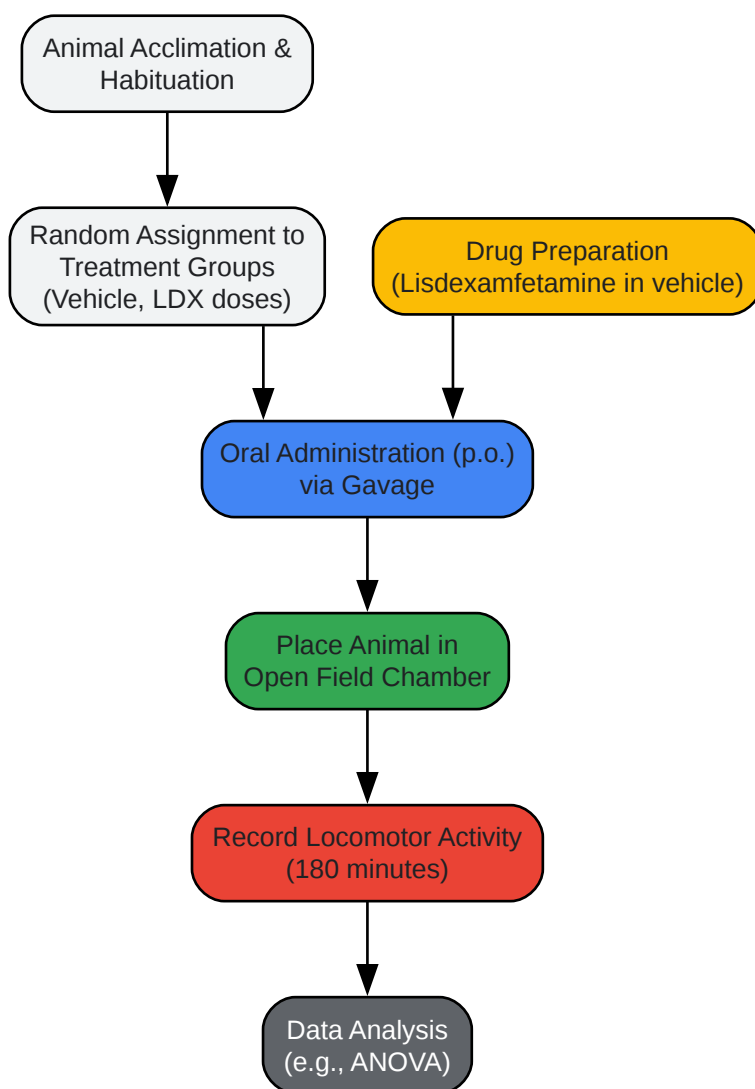 Animal Acclimation &
Habituation
Random Assignment to
Treatment Groups
(Vehicle, LDX doses)
Drug Preparation
(Lisdexamfetamine in vehicle)
Oral Administration (p.o.)
via Gavage
Place Animal in
Open Field Chamber
Record Locomotor Activity
(180 minutes)
Data Analysis
(e.g., ANOVA)